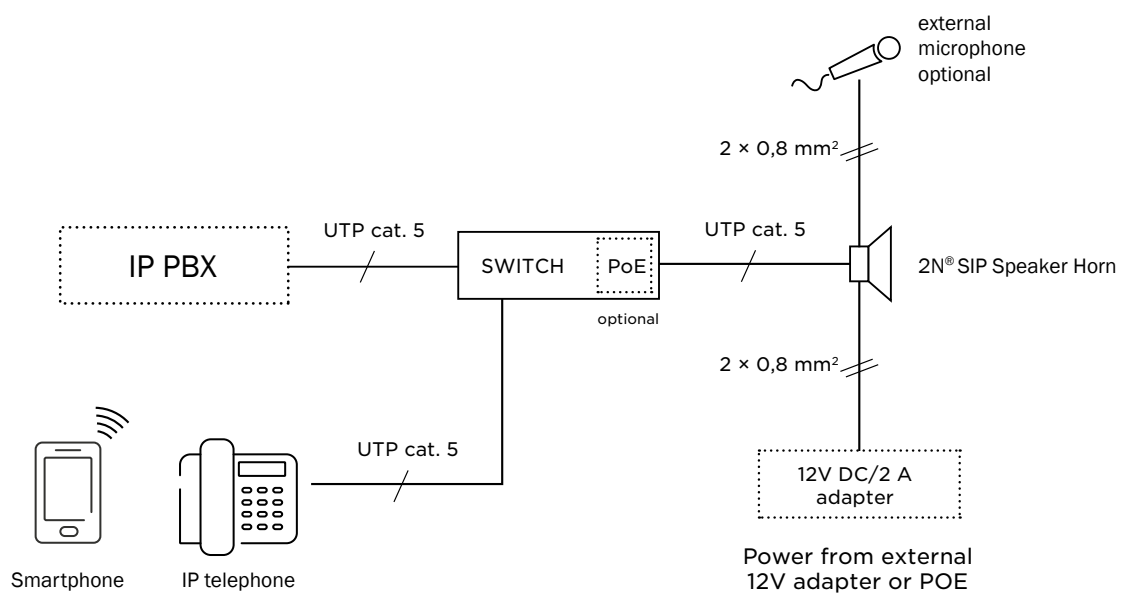 external
microphone
optional
2 × 0,8 mm²
UTP cat. 5
UTP cat. 5
IP PBX
SWITCH
PoE
2N® SIP Speaker Horn
optional
2 × 0,8 mm²
UTP cat. 5
12V DC/2 A
adapter
Power from external
12V adapter or POE
Smartphone
IP telephone